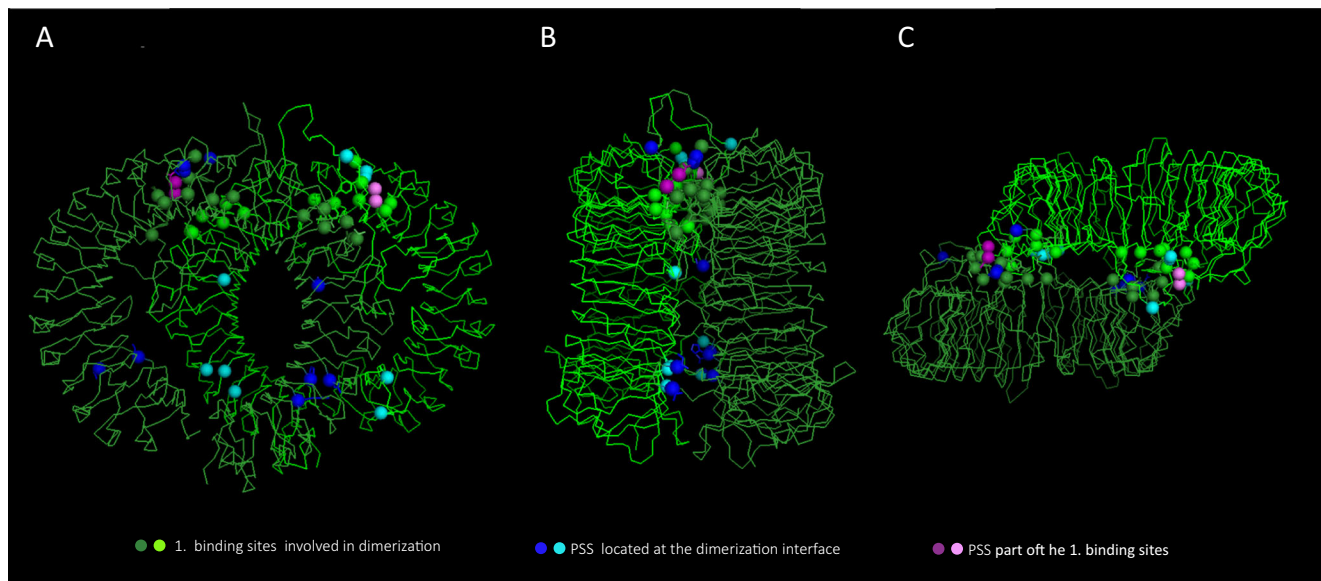 A
B
C
1. binding sites involved in dimerization
PSS located at the dimerization interface
PSS part oft he 1. binding sites